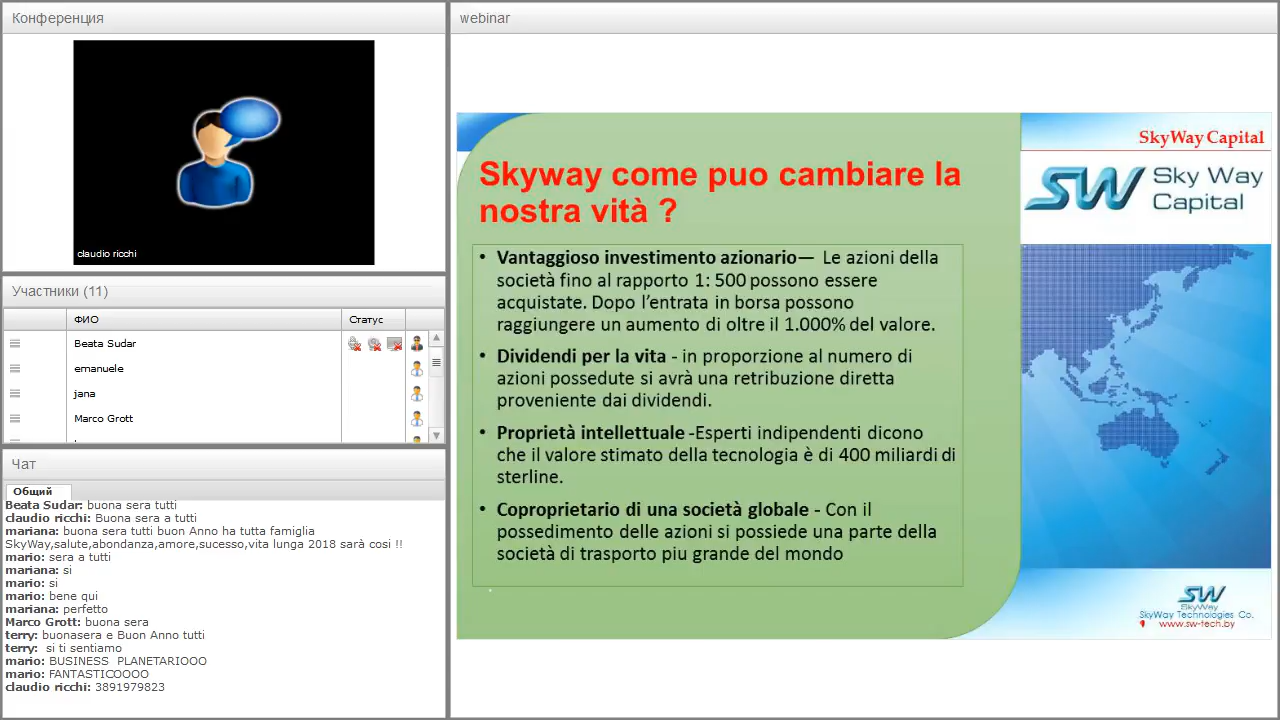 Конференция
claudio ricchi
Участники (11)
ФИО
Статус
Beata Sudar
emanuele
jana
Marco Grott
Чат
Общий
Beata Sudar: buona sera tutti
claudio ricchi: Buona sera a tutti
mariana: buona sera tutti buon Anno ha tutta famiglia
SkyWay,salute,abondanza,amore,sucesso,vita lunga 2018 sarà cosi !!
mario: sera a tutti
mariana: si
mario: si
mario: bene qui
mariana: perfetto
Marco Grott: buona sera
terry: buonasera e Buon Anno tutti
terry: si ti sentiamo
mario: BUSINESS PLANETARIOOO
mario: FANTASTICOOOO
claudio ricchi: 3891979823
webinar
Skyway come puo cambiare la
nostra vità ?
• Vantaggioso investimento azionario— Le azioni della
società fino al rapporto 1: 500 possono essere
acquistate. Dopo l’entrata in borsa possono
raggiungere un aumento di oltre il 1.000% del valore.
• Dividendi per la vita - in proporzione al numero di
azioni possedute si avrà una retribuzione diretta
proveniente dai dividendi.
• Proprietà intellettuale -Esperti indipendenti dicono
che il valore stimato della tecnologia è di 400 miliardi di
sterline.
• Coproprietario di una società globale - Con il
possedimento delle azioni si possiede una parte della
società di trasporto piu grande del mondo
SkyWay Capital
SW Sky Way
Capital
SW
SkyWay
SkyWay Technologies Co.
www.sw-tech.by